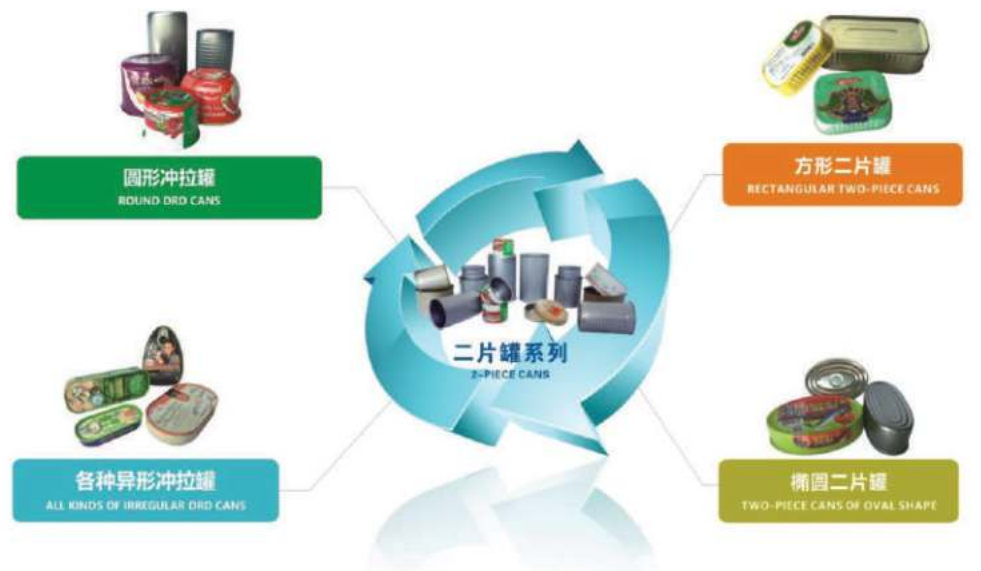 圆形冲拉罐
ROUND DRD CANS
方形二片罐
RECTANGULAR TWO-PIECE CANS
二片罐系列
2-PIECE CANS
各种异形冲拉罐
ALL KINDS OF IRREGULAR DRD CANS
椭圆二片罐
TWO-PIECE CANS OF OVAL SHAPE